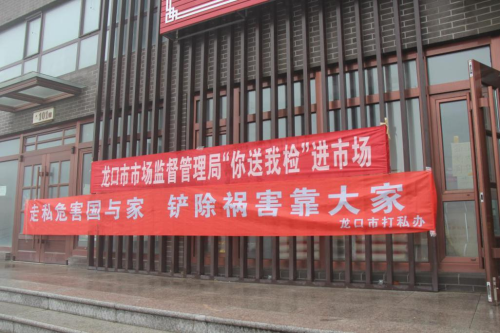 龙口市市场监督管理局“你送我检”进市场
走私危害国与家 铲除祸害靠大家
龙口市打私办